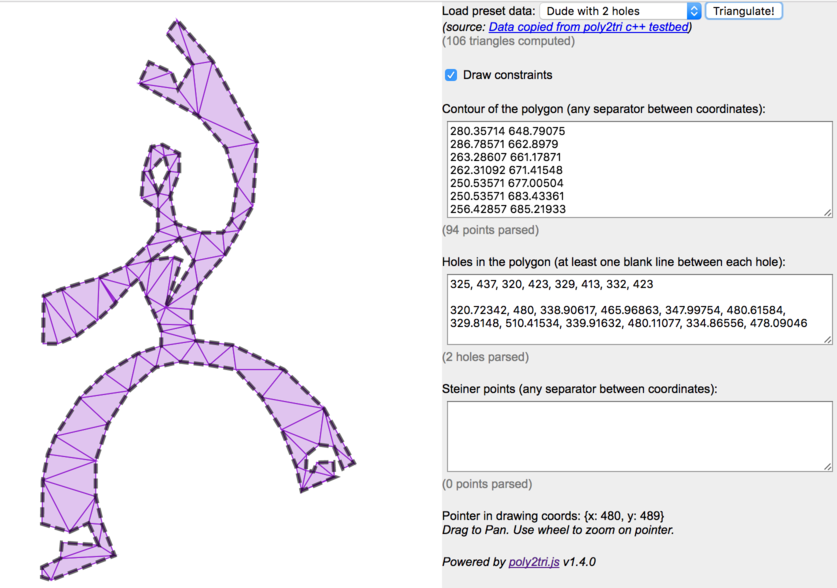 Load preset data: Dude with 2 holes Triangulate!
(source: Data copied from poly2tri c++ testbed)
(106 triangles computed)
Draw constraints
Contour of the polygon (any separator between coordinates):
280.35714 648.79075
286.78571 662.8979
263.28607 661.17871
262.31092 671.41548
250.53571 677.00504
250.53571 683.43361
256.42857 685.21933
(94 points parsed)
Holes in the polygon (at least one blank line between each hole):
325, 437, 320, 423, 329, 413, 332, 423
320.72342, 480, 338.90617, 465.96863, 347.99754, 480.61584,
329.8148, 510.41534, 339.91632, 480.11077, 334.86556, 478.09046
(2 holes parsed)
Steiner points (any separator between coordinates):
(0 points parsed)
Pointer in drawing coords: {x: 480, y: 489}
Drag to Pan. Use wheel to zoom on pointer.
Powered by poly2tri.js v1.4.0